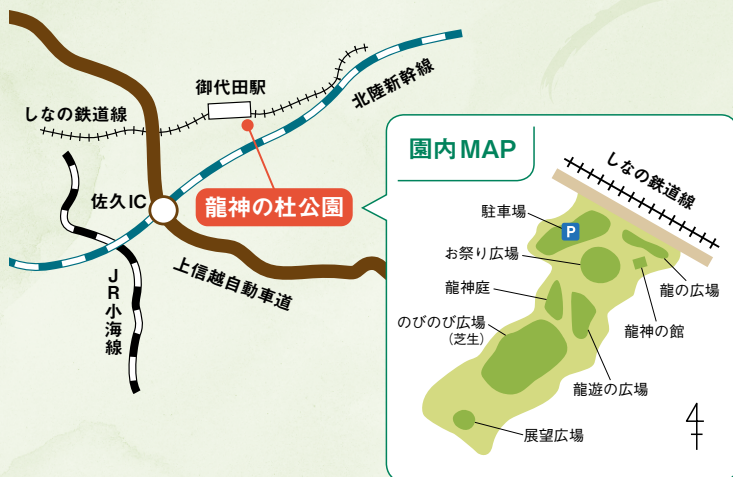 御代田駅
北陸新幹線
しなの鉄道線
佐久IC
龍神の杜公園
上信越自動車道
JR小海線
園内MAP
しなの鉄道線
駐車場
P
お祭り広場
龍神庭
のびのび広場
(芝生)
龍の広場
龍神の館
龍遊の広場
展望広場